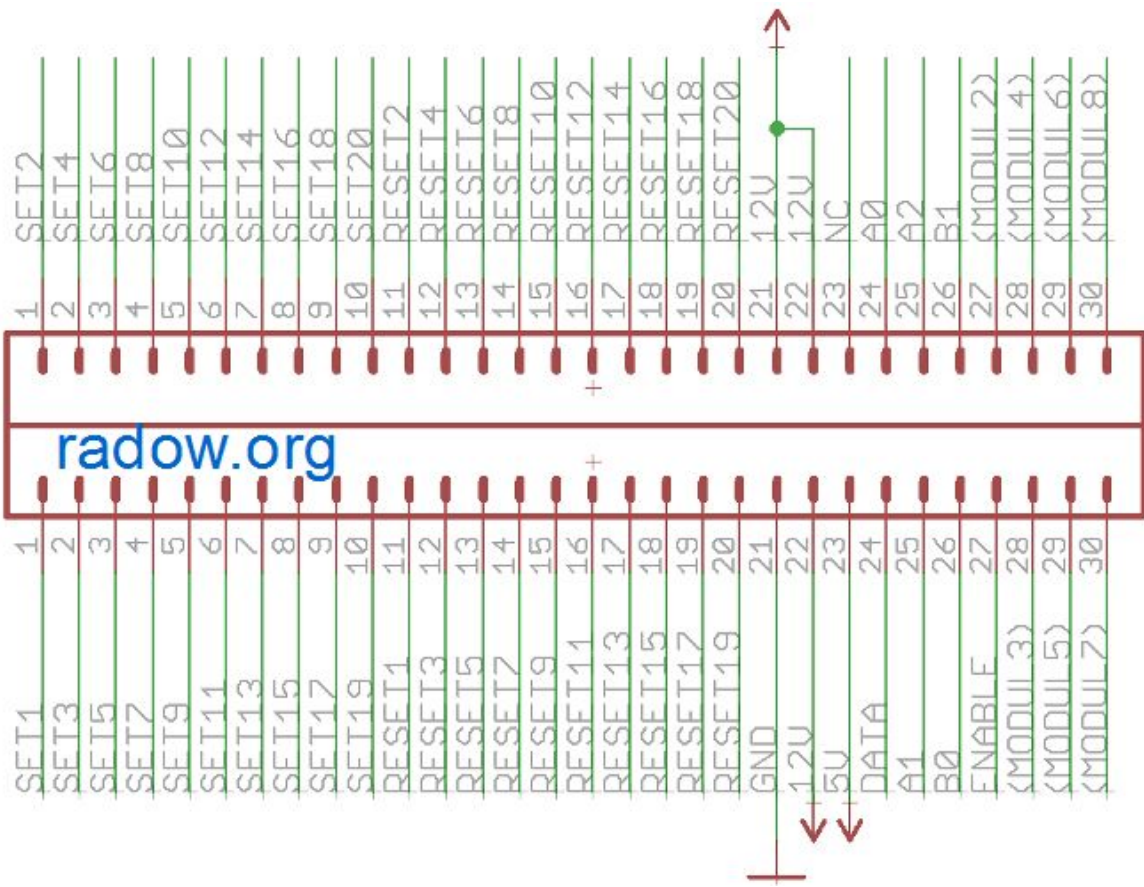 SET2 SET4 SET6 SET8 SET10 SET12 SET14 SET16 SET18 SET20 RESET2 RESET4 RESET6 RESET8 RESET10 RESET12 RESET14 RESET16 RESET18 RESET20 12V 12V NC A0 A2 B1 (MODUL2) (MODUL4) (MODUL6) (MODUL8)
1 2 3 4 5 6 7 8 9 10 11 12 13 14 15 16 17 18 19 20 21 22 23 24 25 26 27 28 29 30
radow.org
1 2 3 4 5 6 7 8 9 10 11 12 13 14 15 16 17 18 19 20 21 22 23 24 25 26 27 28 29 30
SET1 SET3 SET5 SET7 SET9 SET11 SET13 SET15 SET17 SET19 RESET1 RESET3 RESET5 RESET7 RESET9 RESET11 RESET13 RESET15 RESET17 RESET19 GND 12V 5V DATA A1 B0 ENABLE (MODUL3) (MODUL5) (MODUL7)